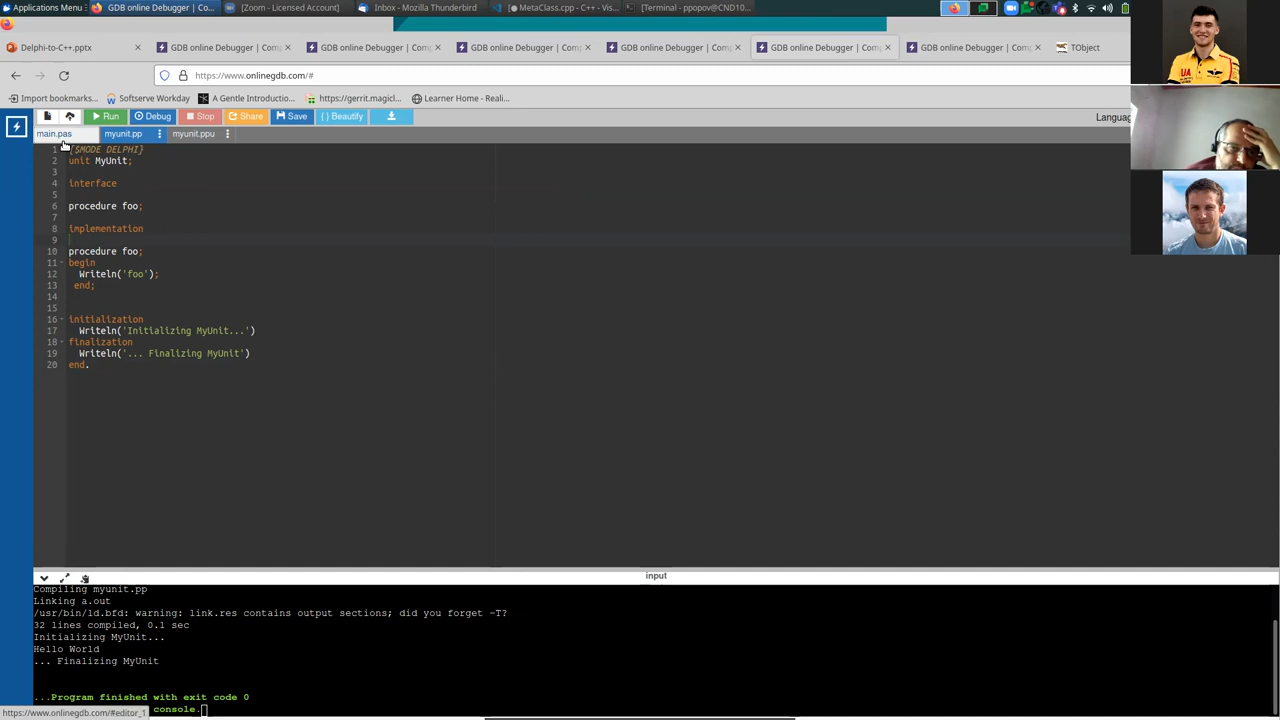 Applications Menu
GDB online Debugger | Co...
[Zoom - Licensed Account]
Inbox - Mozilla Thunderbird
[● MetaClass.cpp - C++ - Vis...
[Terminal - ppopov@CND10...
Delphi-to-C++.pptx
GDB online Debugger | Comp
GDB online Debugger | Comp
GDB online Debugger | Comp
GDB online Debugger | Comp
GDB online Debugger | Comp
GDB online Debugger | Comp
TObject
https://www.onlinegdb.com/#
Import bookmarks...
Softserve Workday
A Gentle Introductio...
https://gerrit.magicl...
Learner Home - Reali...
Run
Debug
Stop
Share
Save
{ } Beautify
Langua
main.pas
myunit.pp
myunit.ppu
1 {$MODE DELPHI}
2 unit MyUnit;
3
4 interface
5
6 procedure foo;
7
8 implementation
9
10 procedure foo;
11 begin
12 Writeln('foo');
13 end;
14
15
16 initialization
17 Writeln('Initializing MyUnit...')
18 finalization
19 Writeln('... Finalizing MyUnit')
20 end.
input
Compiling myunit.pp
Linking a.out
/usr/bin/ld.bfd: warning: link.res contains output sections; did you forget -T?
32 lines compiled, 0.1 sec
Initializing MyUnit...
Hello World
... Finalizing MyUnit
...Program finished with exit code 0
console.
https://www.onlinegdb.com/#editor_1
UA